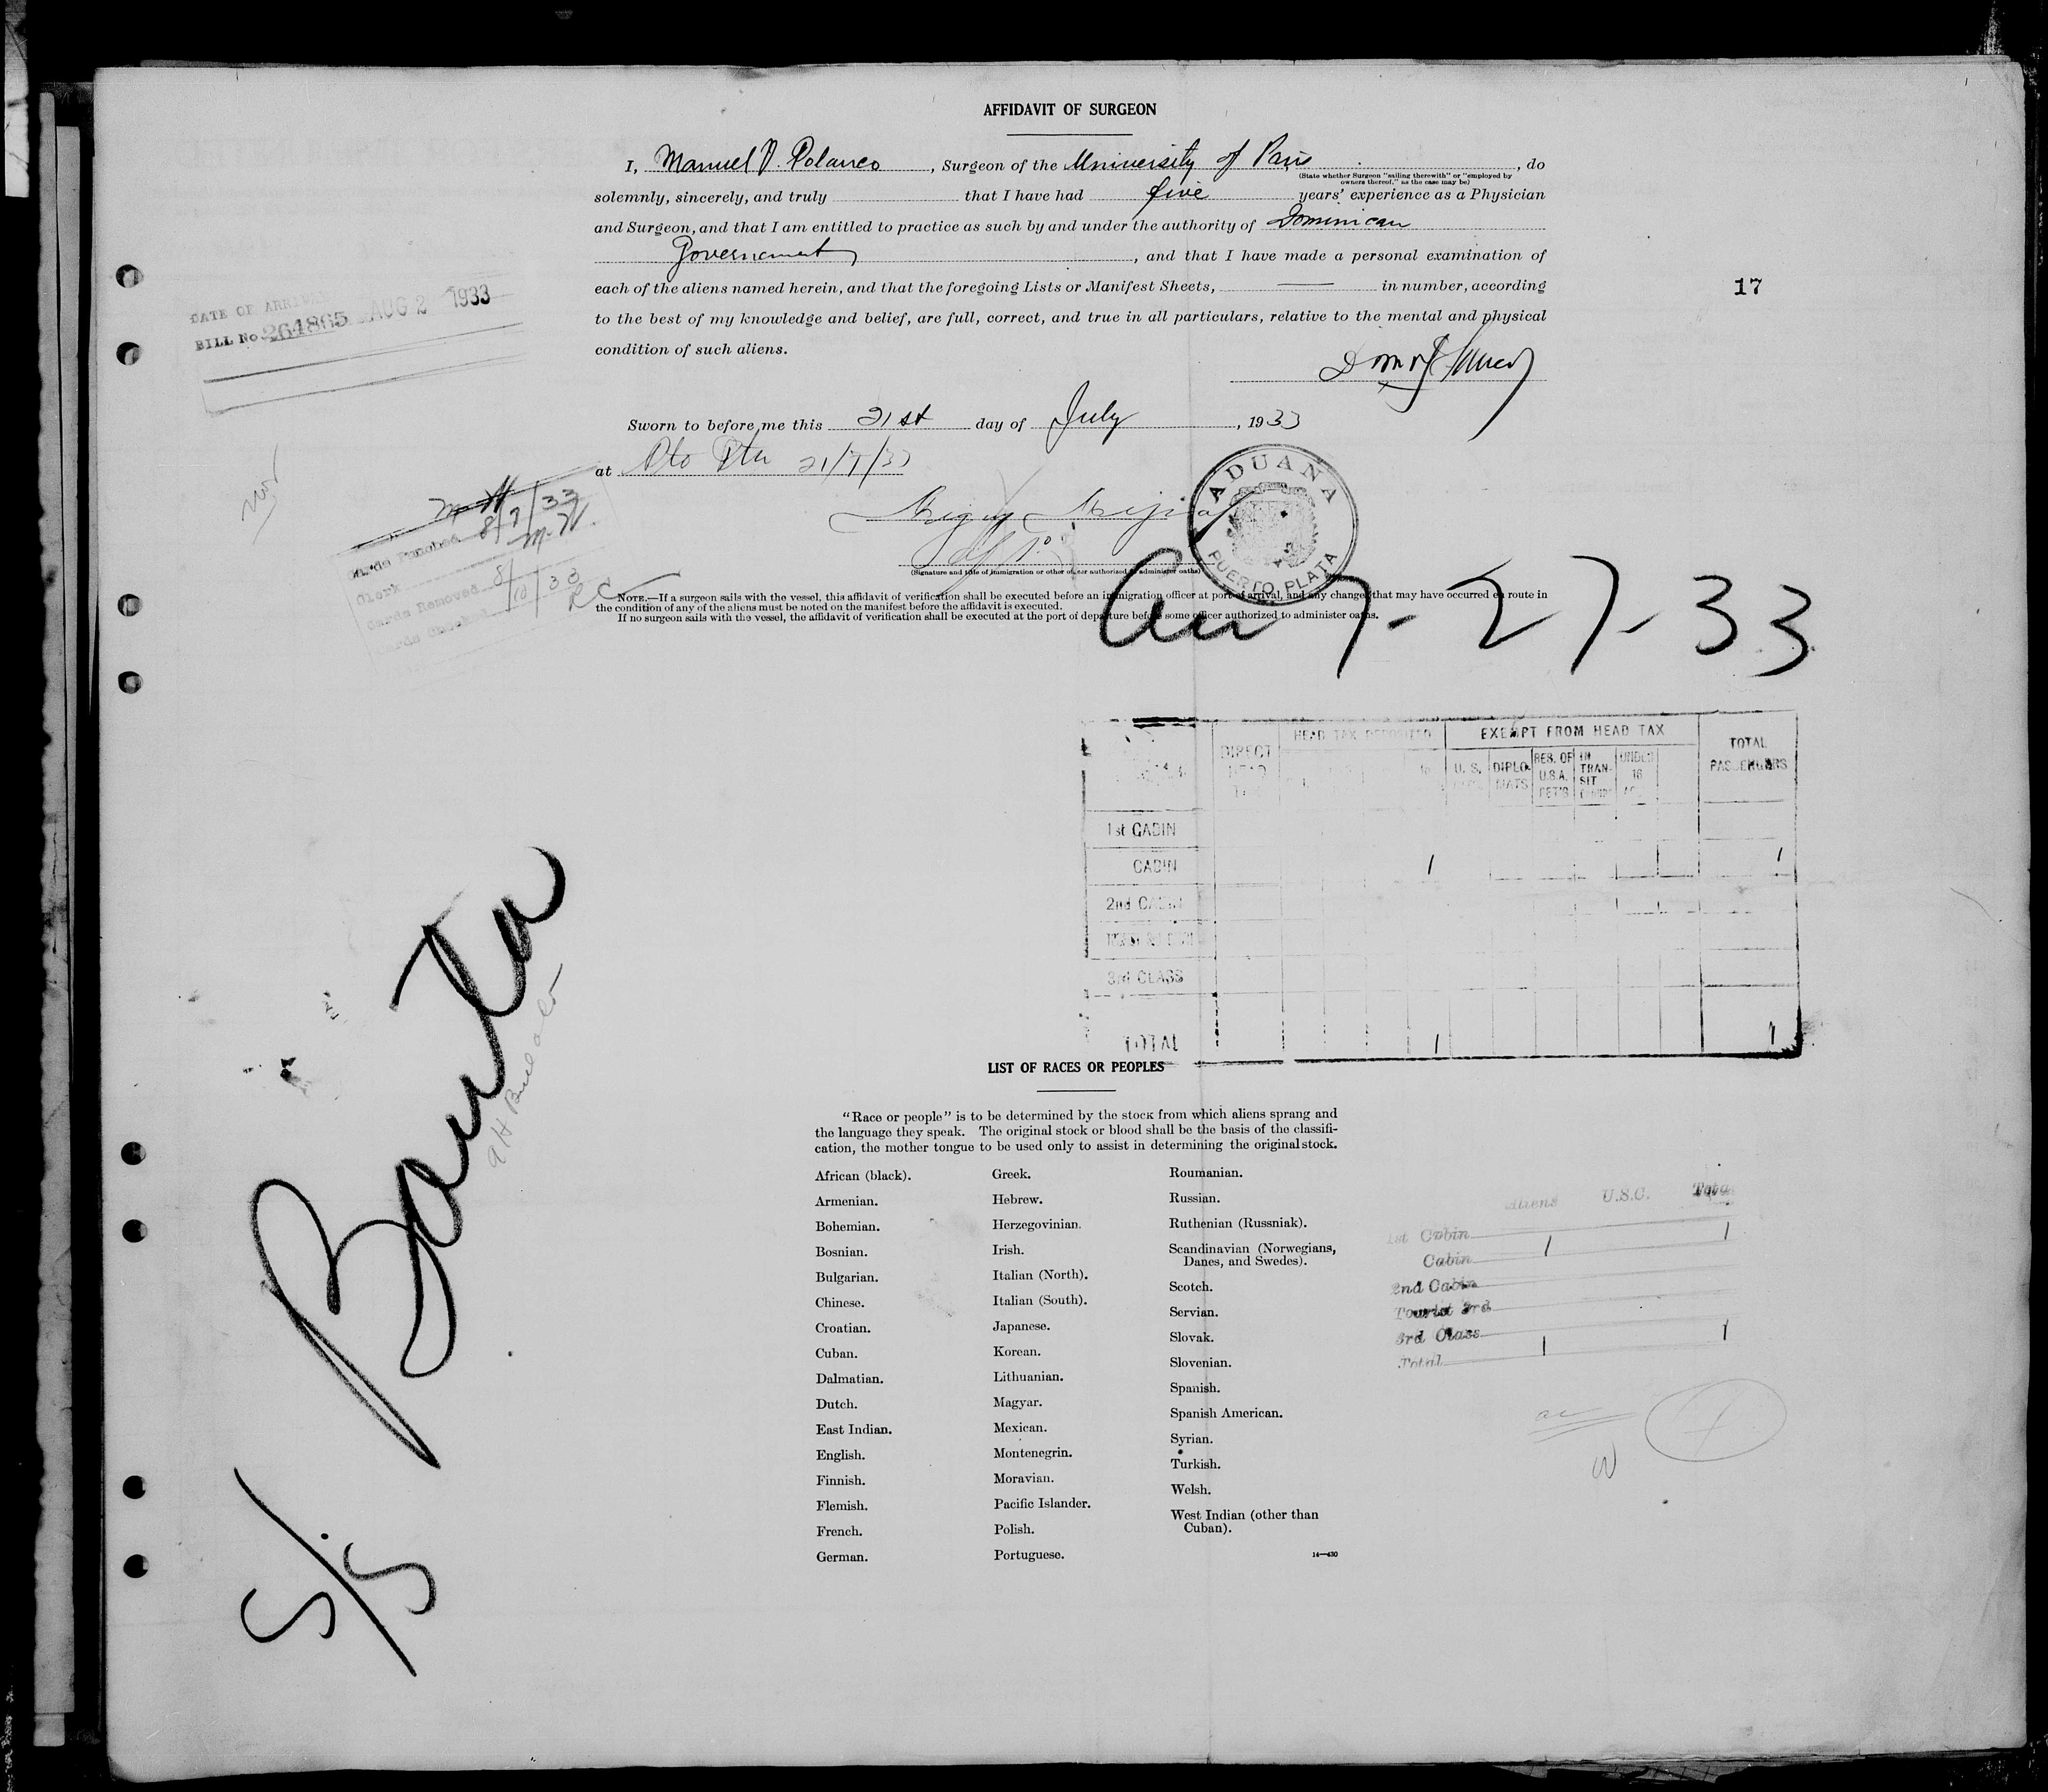 AFFIDAVIT OF SURGEON
I, Manuel D. Polanco, Surgeon of the University of Paris, do
(State whether Surgeon "sailing therewith" or "employed by
owners thereof," as the case may be)
solemnly, sincerely, and truly that I have had five years' experience as a Physician
and Surgeon, and that I am entitled to practice as such by and under the authority of Dominican
Government, and that I have made a personal examination of
each of the aliens named herein, and that the foregoing Lists or Manifest Sheets, — in number, according
17
to the best of my knowledge and belief, are full, correct, and true in all particulars, relative to the mental and physical
condition of such aliens.
DATE OF ARRIVAL AUG 2 1933
BILL No 264865
Sworn to before me this 21st day of July, 1933
at Pto Pta 21/7/33
ADUANA
PUERTO PLATA
(Signature and title of immigration or other officer authorized to administer oaths)
Cards Punched 8/7/33
M. H.
Clerk
Cards Removed 8/10/33
Cards Checked RC
NOTE.—If a surgeon sails with the vessel, this affidavit of verification shall be executed before an immigration officer at port of arrival, and any changes that may have occurred en route in
the condition of any of the aliens must be noted on the manifest before the affidavit is executed.
If no surgeon sails with the vessel, the affidavit of verification shall be executed at the port of departure before some officer authorized to administer oaths.
7-27-33
DIRECT HEAD TAX
HEAD TAX DEPOSITED
EXEMPT FROM HEAD TAX
TOTAL PASSENGERS
U. S. DIPLOMATS RES. OF U.S.A. RET'G IN TRANSIT UNDER 16
1st CABIN
CABIN 1 1
2nd CABIN
3rd CLASS
TOTAL 1 1
S/S
LIST OF RACES OR PEOPLES
"Race or people" is to be determined by the stock from which aliens sprang and
the language they speak. The original stock or blood shall be the basis of the classifi-
cation, the mother tongue to be used only to assist in determining the original stock.
African (black).
Armenian.
Bohemian.
Bosnian.
Bulgarian.
Chinese.
Croatian.
Cuban.
Dalmatian.
Dutch.
East Indian.
English.
Finnish.
Flemish.
French.
German.
Greek.
Hebrew.
Herzegovinian.
Irish.
Italian (North).
Italian (South).
Japanese.
Korean.
Lithuanian.
Magyar.
Mexican.
Montenegrin.
Moravian.
Pacific Islander.
Polish.
Portuguese.
Roumanian.
Russian.
Ruthenian (Russniak).
Scandinavian (Norwegians,
Danes, and Swedes).
Scotch.
Servian.
Slovak.
Slovenian.
Spanish.
Spanish American.
Syrian.
Turkish.
Welsh.
West Indian (other than
Cuban).
14—430
Aliens U.S.C. Total
1st Cabin 1
Cabin 1
2nd Cabin
Tourist 3rd
3rd Class 1
Total 1